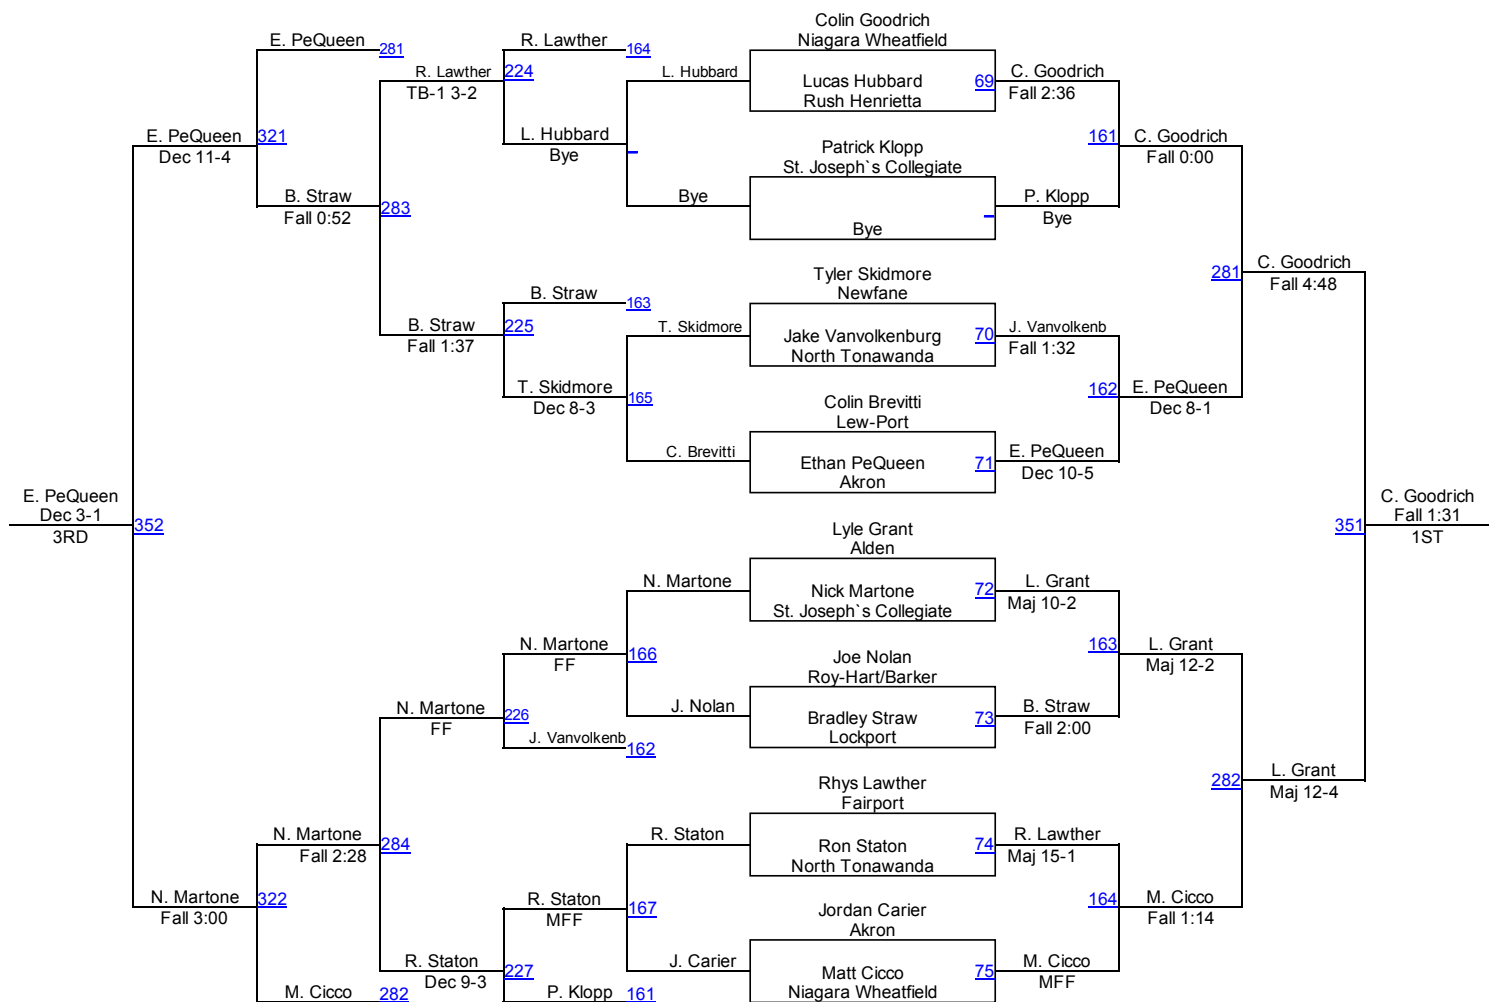 Colin Goodrich
E. PeQueen
281
R. Lawther
164
Niagara Wheatfield
R. Lawther
224
L. Hubbard
Lucas Hubbard
69
C. Goodrich
TB-1 3-2
Rush Henrietta
Fall 2:36
E. PeQueen
321
L. Hubbard
Patrick Klopp
161
C. Goodrich
Dec 11-4
Bye
St. Joseph`s Collegiate
Fall 0:00
B. Straw
283
Bye
P. Klopp
Fall 0:52
Bye
Bye
Tyler Skidmore
281
C. Goodrich
B. Straw
163
Newfane
Fall 4:48
B. Straw
225
T. Skidmore
Jake Vanvolkenburg
70
J. Vanvolkenb
Fall 1:37
North Tonawanda
Fall 1:32
T. Skidmore
165
Colin Brevitti
162
E. PeQueen
Dec 8-3
Lew-Port
Dec 8-1
C. Brevitti
Ethan PeQueen
71
E. PeQueen
Akron
Dec 10-5
E. PeQueen
C. Goodrich
Dec 3-1
352
351
Fall 1:31
3RD
1ST
Lyle Grant
Alden
N. Martone
Nick Martone
72
L. Grant
St. Joseph`s Collegiate
Maj 10-2
N. Martone
166
Joe Nolan
163
L. Grant
FF
Roy-Hart/Barker
Maj 12-2
N. Martone
226
J. Nolan
Bradley Straw
73
B. Straw
FF
Lockport
Fall 2:00
J. Vanvolkenb
162
Rhys Lawther
282
L. Grant
Fairport
Maj 12-4
N. Martone
284
R. Staton
Ron Staton
74
R. Lawther
Fall 2:28
North Tonawanda
Maj 15-1
N. Martone
322
R. Staton
167
Jordan Carier
164
M. Cicco
Fall 3:00
MFF
Akron
Fall 1:14
R. Staton
227
J. Carier
Matt Cicco
75
M. Cicco
Dec 9-3
Niagara Wheatfield
MFF
M. Cicco
282
P. Klopp
161